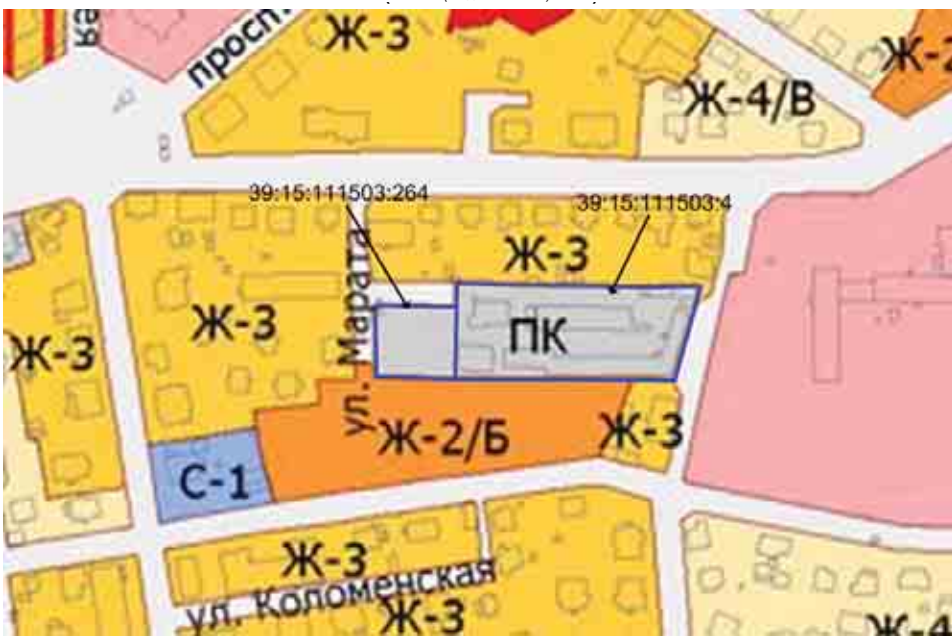 просп
Ж-3
Ж-2
Ж-4/В
39:15:111503:264
39:15:111503:4
Ж-3
Ж-3
ул. Марата
ПК
Ж-3
Ж-2/Б
Ж-3
С-1
Ж-3
ул. Коломенская
Ж-3
Ж-4